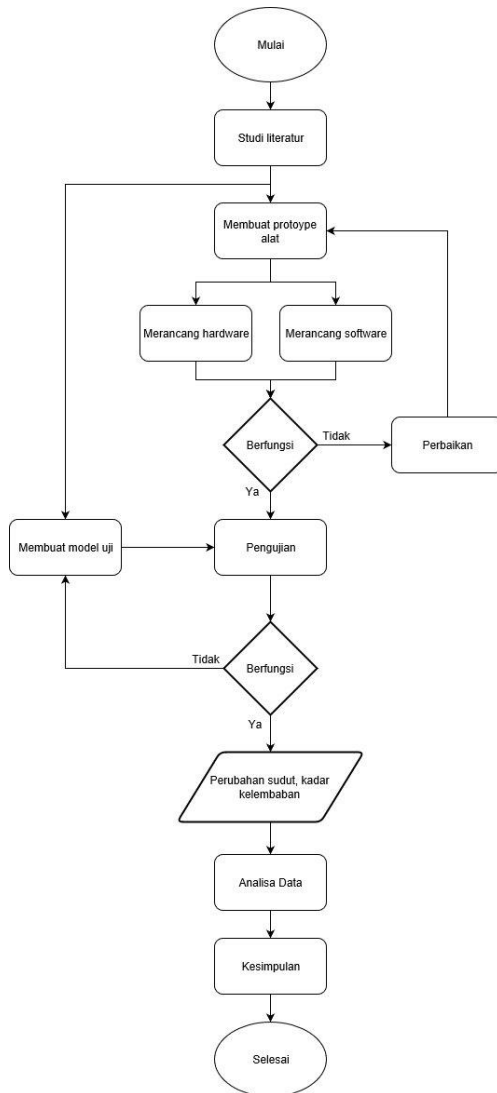 Mulai
Studi literatur
Membuat protoype
alat
Merancang hardware
Merancang software
Berfungsi
Tidak
Perbaikan
Ya
Membuat model uji
Pengujian
Tidak
Berfungsi
Ya
Perubahan sudut, kadar
kelembaban
Analisa Data
Kesimpulan
Selesai